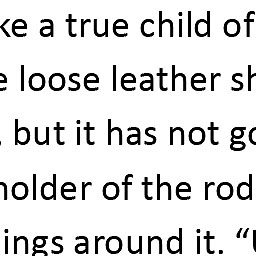 ke a true child of
e loose leather sh
, but it has not go
holder of the rod
ings around it. “U